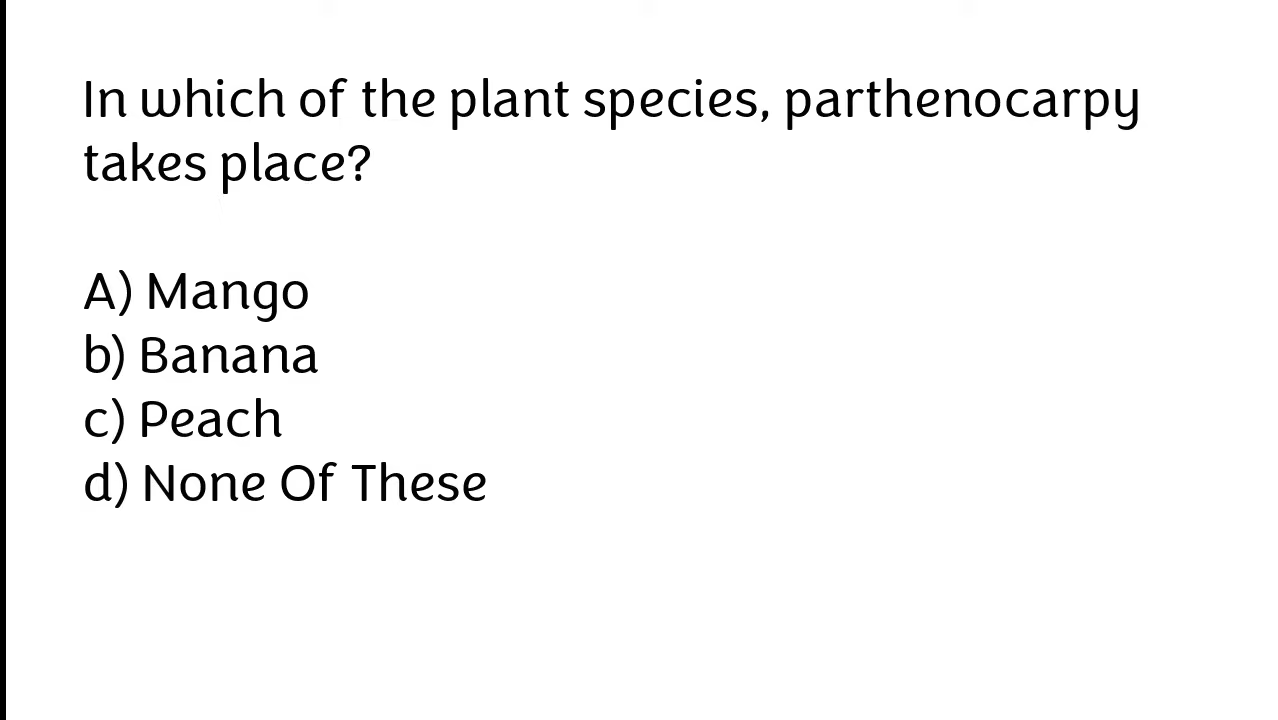 In which of the plant species, parthenocarpy
takes place?
A) Mango
b) Banana
c) Peach
d) None Of These